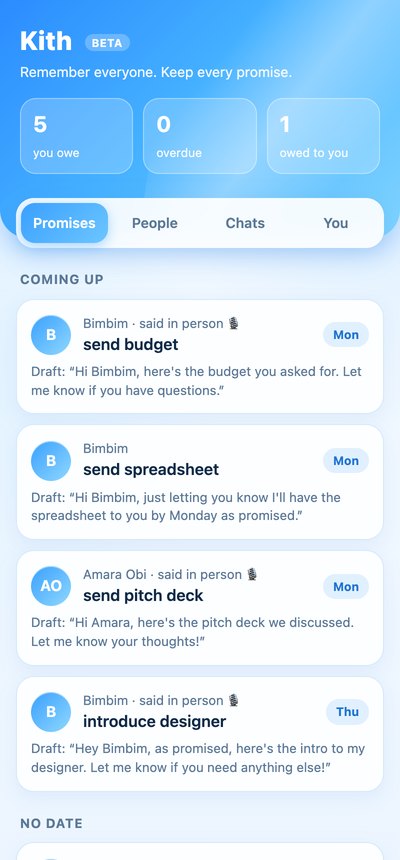 Kith BETA
Remember everyone. Keep every promise.
5
you owe
0
overdue
1
owed to you
Promises People Chats You
COMING UP
B
Bimbim · said in person 🎙
send budget
Mon
Draft: “Hi Bimbim, here's the budget you asked for. Let
me know if you have questions.”
B
Bimbim
send spreadsheet
Mon
Draft: “Hi Bimbim, just letting you know I'll have the
spreadsheet to you by Monday as promised.”
AO
Amara Obi · said in person 🎙
send pitch deck
Mon
Draft: “Hi Amara, here's the pitch deck we discussed.
Let me know your thoughts!”
B
Bimbim · said in person 🎙
introduce designer
Thu
Draft: “Hey Bimbim, as promised, here's the intro to my
designer. Let me know if you need anything else!”
NO DATE